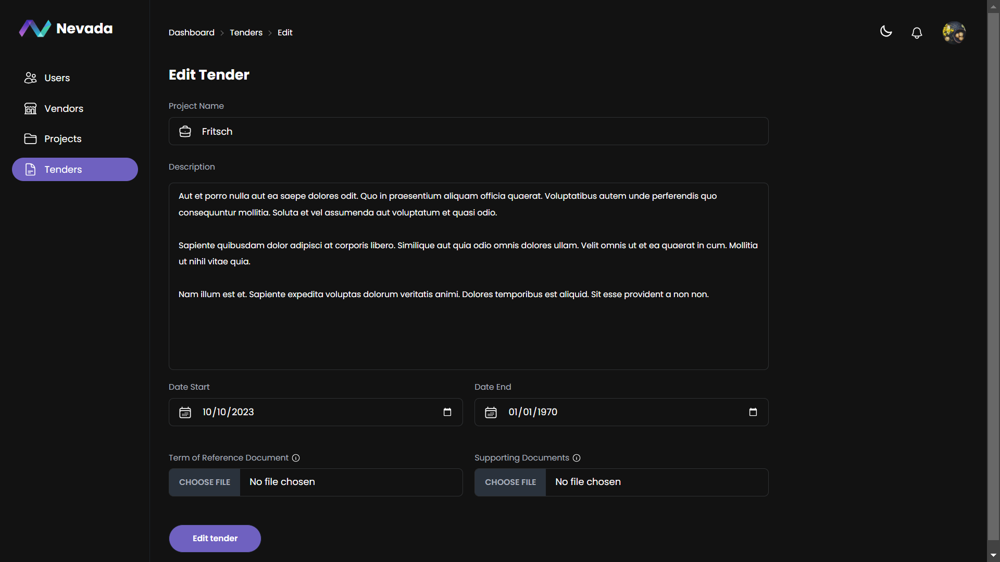 Nevada
Users
Vendors
Projects
Tenders
Dashboard > Tenders > Edit
Edit Tender
Project Name
Fritsch
Description
Aut et porro nulla aut ea saepe dolores odit. Quo in praesentium aliquam officia quaerat. Voluptatibus autem unde perferendis quo
consequuntur mollitia. Soluta et vel assumenda aut voluptatum et quasi odio.
Sapiente quibusdam dolor adipisci at corporis libero. Similique aut quia odio omnis dolores ullam. Velit omnis ut et ea quaerat in cum. Mollitia
ut nihil vitae quia.
Nam illum est et. Sapiente expedita voluptas dolorum veritatis animi. Dolores temporibus est aliquid. Sit esse provident a non non.
Date Start
10/10/2023
Date End
01/01/1970
Term of Reference Document
CHOOSE FILE No file chosen
Supporting Documents
CHOOSE FILE No file chosen
Edit tender